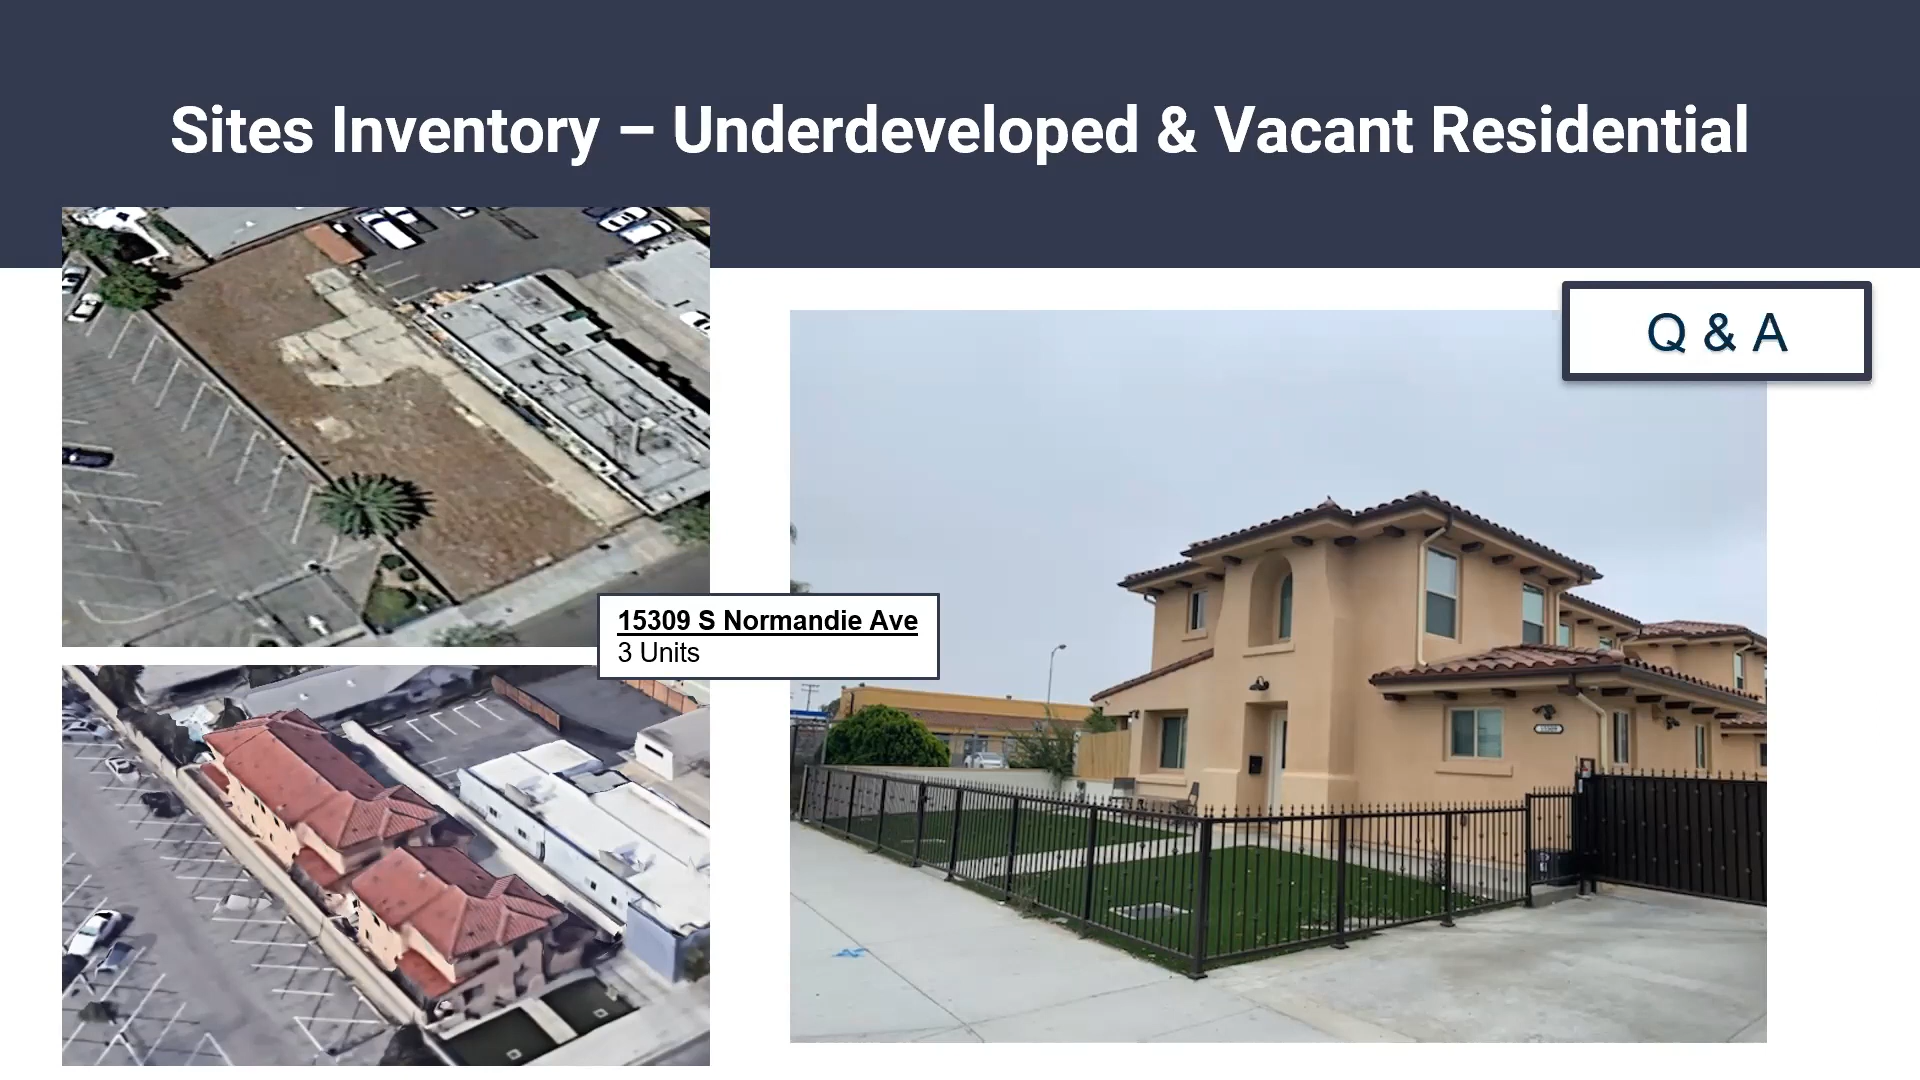 Sites Inventory – Underdeveloped & Vacant Residential
Q & A
15309 S Normandie Ave
3 Units